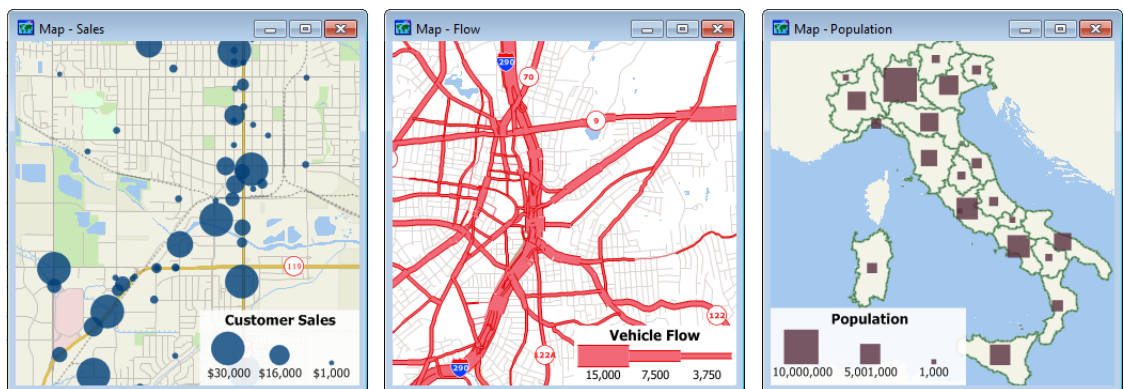 Map - Sales
119
Customer Sales
$30,000 $16,000 $1,000
Map - Flow
290
70
9
122
122A
290
Vehicle Flow
15,000 7,500 3,750
Map - Population
Population
10,000,000 5,001,000 1,000